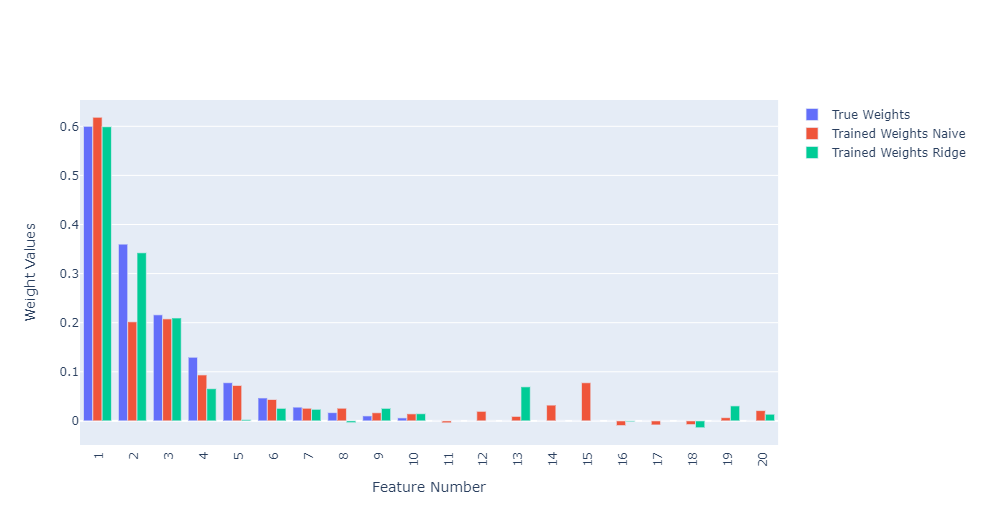 True Weights
Trained Weights Naive
Trained Weights Ridge
Weight Values
0.6
0.5
0.4
0.3
0.2
0.1
0
1 2 3 4 5 6 7 8 9 10 11 12 13 14 15 16 17 18 19 20
Feature Number